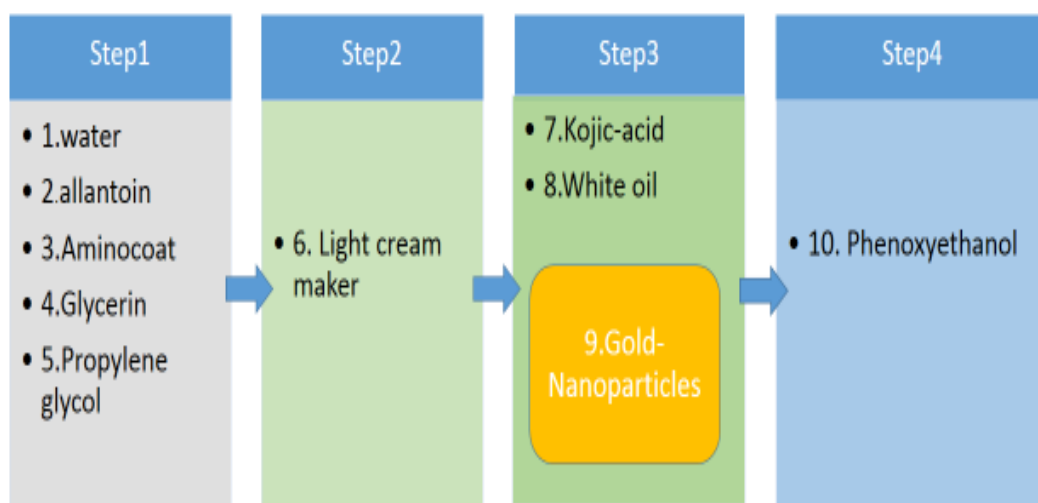 Step1
• 1.water
• 2.allantoin
• 3.Aminocoat
• 4.Glycerin
• 5.Propylene
glycol
Step2
• 6. Light cream
maker
Step3
• 7.Kojic-acid
• 8.White oil
9.Gold-
Nanoparticles
Step4
• 10. Phenoxyethanol